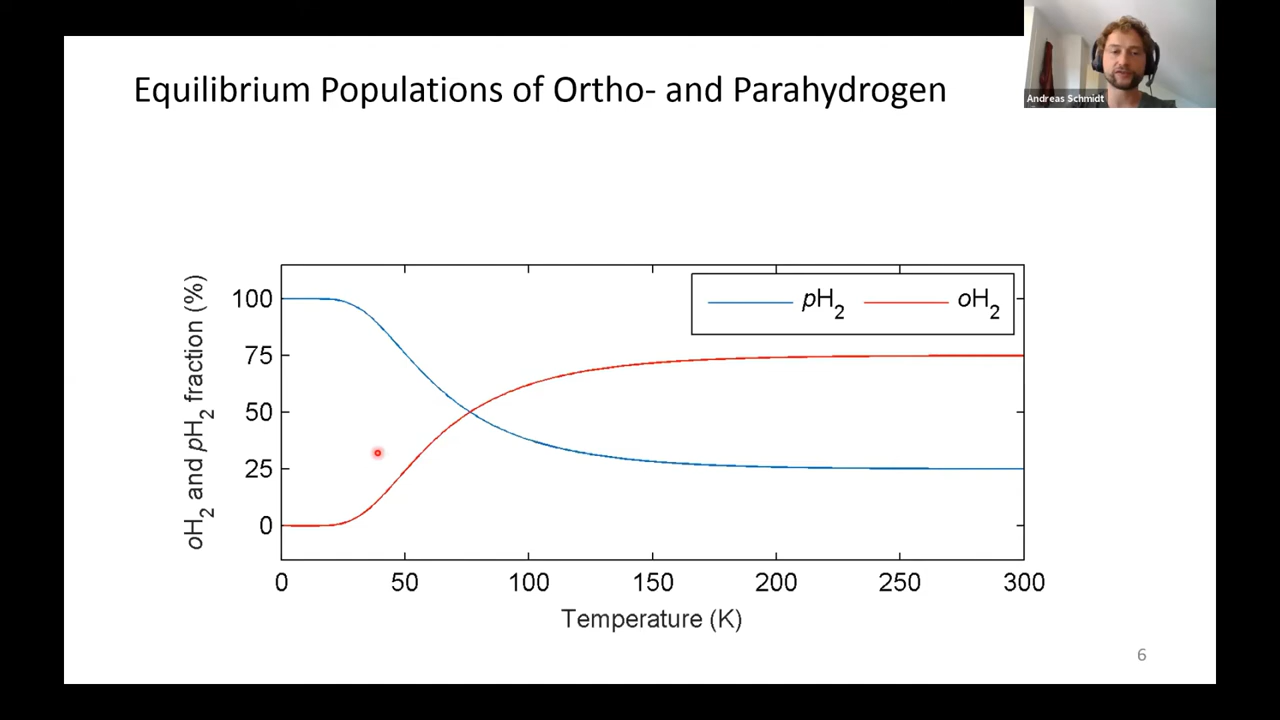 Equilibrium Populations of Ortho- and Parahydrogen
Andreas Schmidt
oH2 and pH2 fraction (%)
100
75
50
25
0
pH2
oH2
0 50 100 150 200 250 300
Temperature (K)
6